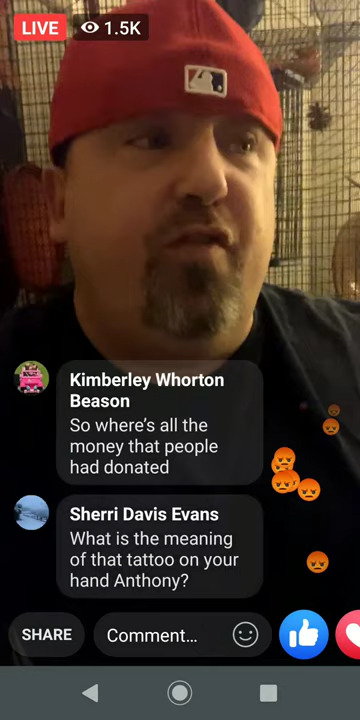 LIVE 1.5K
Kimberley Whorton
Beason
So where's all the
money that people
had donated
Sherri Davis Evans
What is the meaning
of that tattoo on your
hand Anthony?
SHARE Comment...